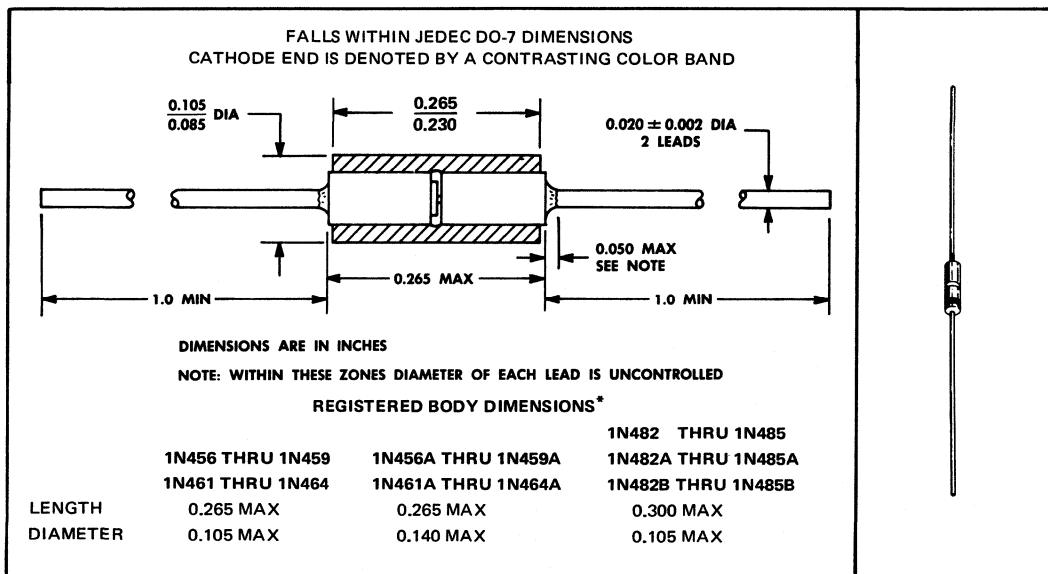 FALLS WITHIN JEDEC DO-7 DIMENSIONS
CATHODE END IS DENOTED BY A CONTRASTING COLOR BAND
0.105
0.085 DIA
0.265
0.230
0.020 ± 0.002 DIA
2 LEADS
0.050 MAX
SEE NOTE
0.265 MAX
1.0 MIN
1.0 MIN
DIMENSIONS ARE IN INCHES
NOTE: WITHIN THESE ZONES DIAMETER OF EACH LEAD IS UNCONTROLLED
REGISTERED BODY DIMENSIONS*
1N482 THRU 1N485
1N456 THRU 1N459 1N456A THRU 1N459A 1N482A THRU 1N485A
1N461 THRU 1N464 1N461A THRU 1N464A 1N482B THRU 1N485B
LENGTH 0.265 MAX 0.265 MAX 0.300 MAX
DIAMETER 0.105 MAX 0.140 MAX 0.105 MAX